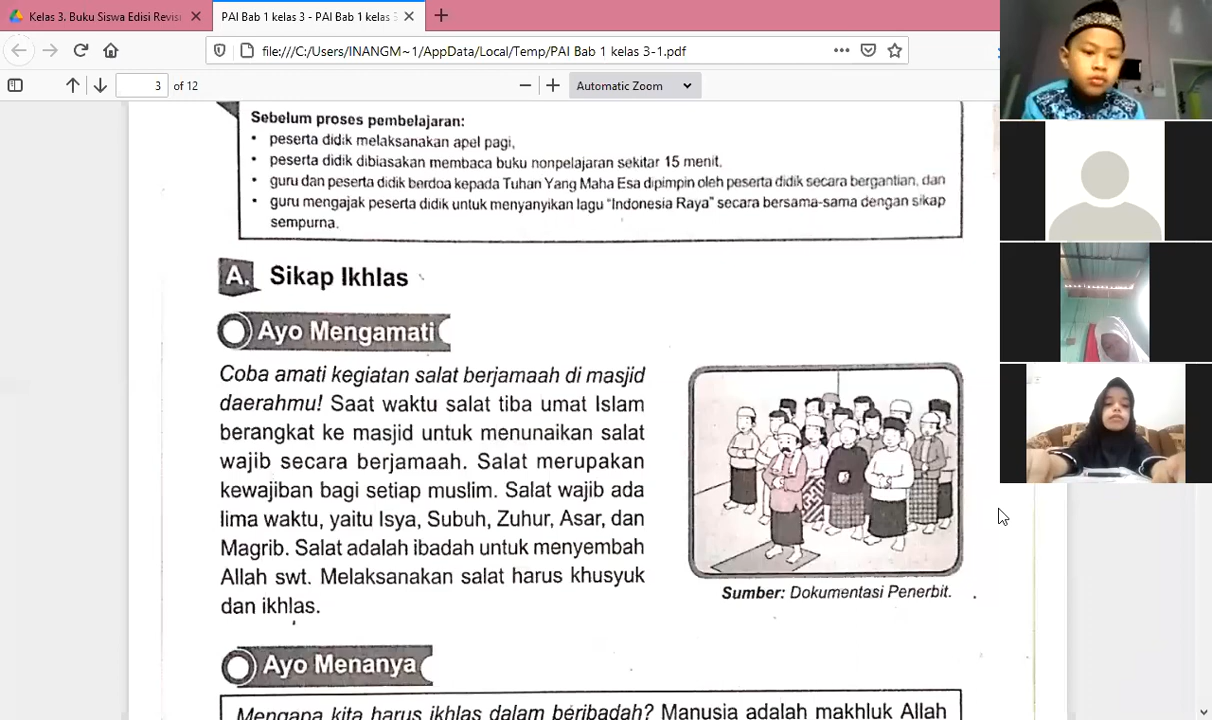 Kelas 3. Buku Siswa Edisi Revisi
PAI Bab 1 kelas 3 - PAI Bab 1 kelas 3
file:///C:/Users/INANGM~1/AppData/Local/Temp/PAI Bab 1 kelas 3-1.pdf
3 of 12
Automatic Zoom
Sebelum proses pembelajaran:
• peserta didik melaksanakan apel pagi,
• peserta didik dibiasakan membaca buku nonpelajaran sekitar 15 menit.
• guru dan peserta didik berdoa kepada Tuhan Yang Maha Esa dipimpin oleh peserta didik secara bergantian, dan
• guru mengajak peserta didik untuk menyanyikan lagu "Indonesia Raya" secara bersama-sama dengan sikap
sempurna.
A. Sikap Ikhlas
Ayo Mengamati
Coba amati kegiatan salat berjamaah di masjid
daerahmu! Saat waktu salat tiba umat Islam
berangkat ke masjid untuk menunaikan salat
wajib secara berjamaah. Salat merupakan
kewajiban bagi setiap muslim. Salat wajib ada
lima waktu, yaitu Isya, Subuh, Zuhur, Asar, dan
Magrib. Salat adalah ibadah untuk menyembah
Allah swt. Melaksanakan salat harus khusyuk
dan ikhlas.
Sumber: Dokumentasi Penerbit.
Ayo Menanya
Mengapa kita harus ikhlas dalam beribadah? Manusia adalah makhluk Allah